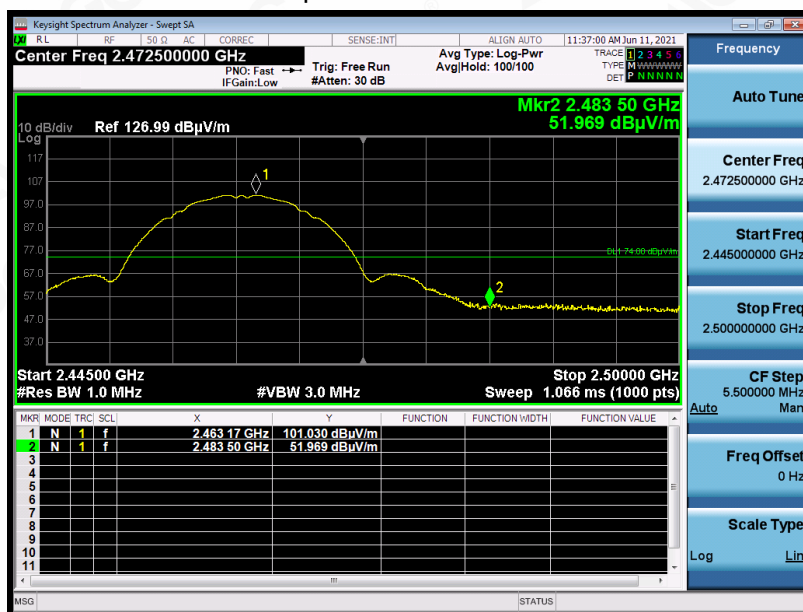 Keysight Spectrum Analyzer - Swept SA
LXI RL RF 50 Ω AC CORREC SENSE:INT ALIGN AUTO 11:37:00 AM Jun 11, 2021
Center Freq 2.472500000 GHz
PNO: Fast
IFGain:Low
Trig: Free Run
#Atten: 30 dB
Avg Type: Log-Pwr
Avg|Hold: 100/100
TRACE 1 2 3 4 5 6
TYPE M WWWWW
DET P N N N N N
Mkr2 2.483 50 GHz
51.969 dBµV/m
10 dB/div Ref 126.99 dBµV/m
Log
117
107
97.0
87.0
77.0
67.0
57.0
47.0
37.0
1
2
DL1 74.00 dBµV/m
Start 2.44500 GHz Stop 2.50000 GHz
#Res BW 1.0 MHz #VBW 3.0 MHz Sweep 1.066 ms (1000 pts)
MKR MODE TRC SCL X Y FUNCTION FUNCTION WIDTH FUNCTION VALUE
1 N 1 f 2.463 17 GHz 101.030 dBµV/m
2 N 1 f 2.483 50 GHz 51.969 dBµV/m
3
4
5
6
7
8
9
10
11
MSG STATUS
Frequency
Auto Tune
Center Freq
2.472500000 GHz
Start Freq
2.445000000 GHz
Stop Freq
2.500000000 GHz
CF Step
5.500000 MHz
Auto Man
Freq Offset
0 Hz
Scale Type
Log Lin